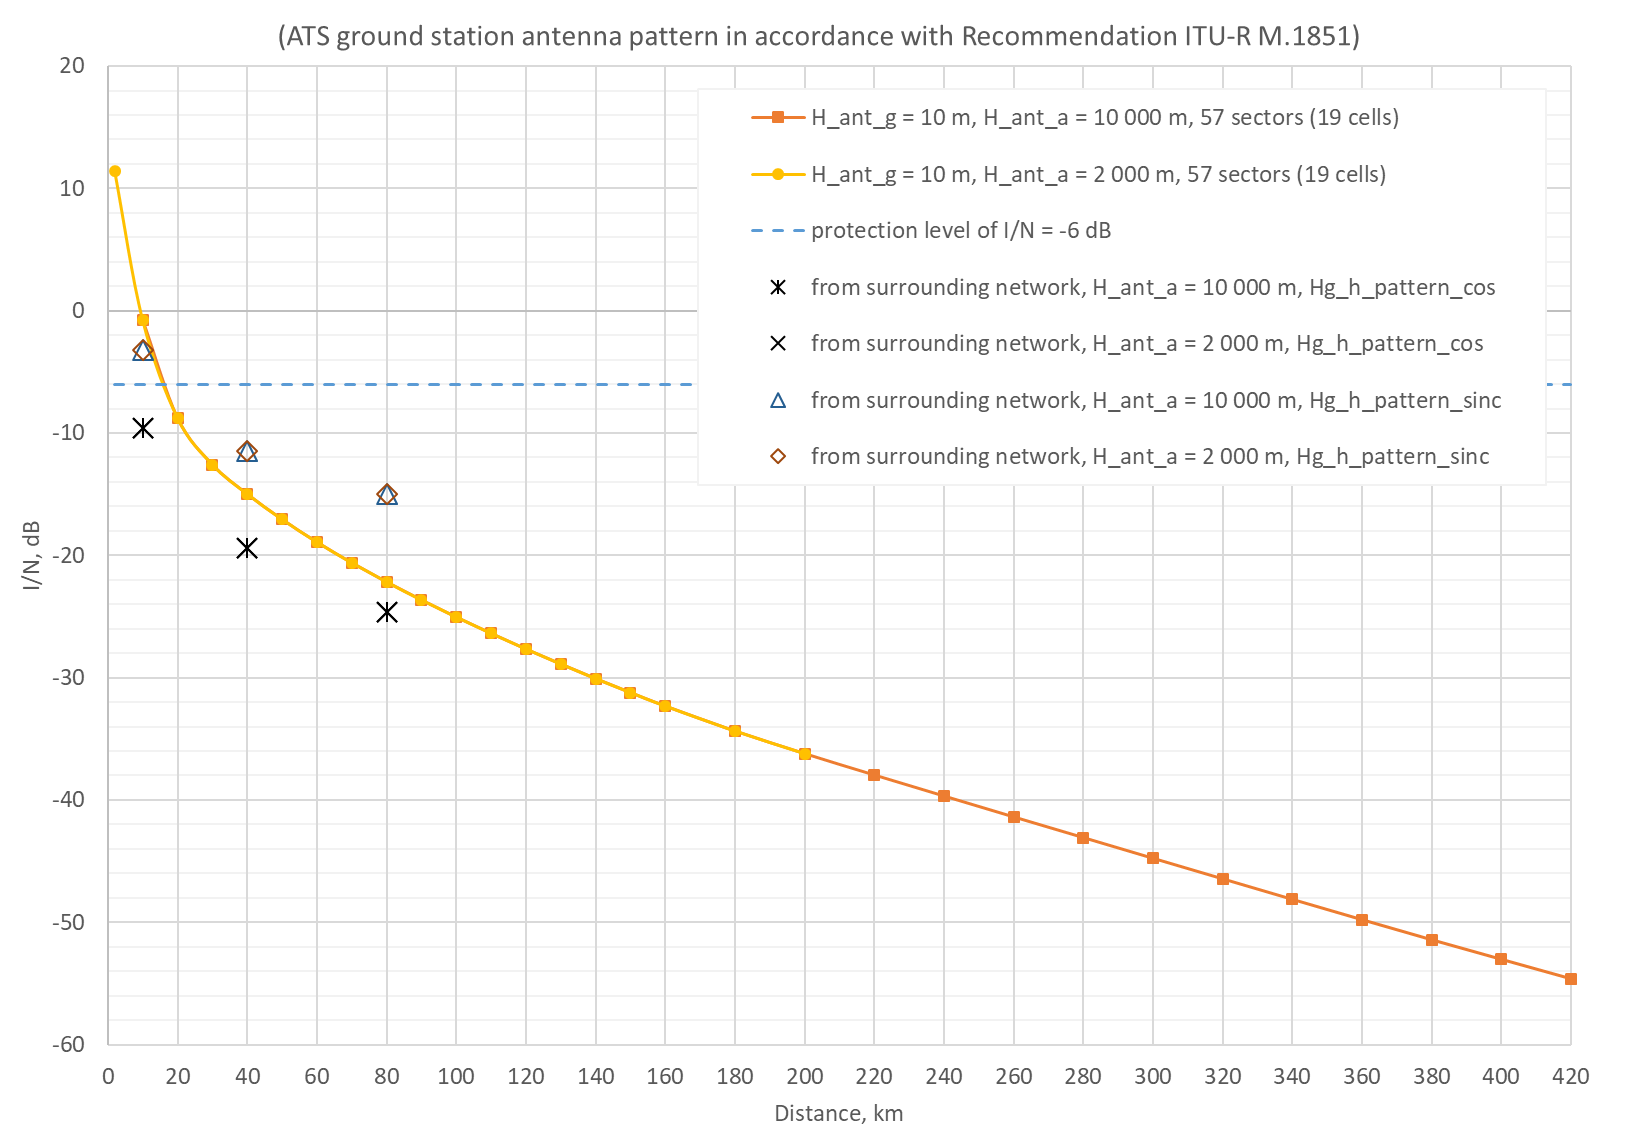 (ATS ground station antenna pattern in accordance with Recommendation ITU-R M.1851)
20
10
0
-10
-20
-30
-40
-50
-60
I/N, dB
H_ant_g = 10 m, H_ant_a = 10 000 m, 57 sectors (19 cells)
H_ant_g = 10 m, H_ant_a = 2 000 m, 57 sectors (19 cells)
protection level of I/N = -6 dB
from surrounding network, H_ant_a = 10 000 m, Hg_h_pattern_cos
from surrounding network, H_ant_a = 2 000 m, Hg_h_pattern_cos
from surrounding network, H_ant_a = 10 000 m, Hg_h_pattern_sinc
from surrounding network, H_ant_a = 2 000 m, Hg_h_pattern_sinc
0 20 40 60 80 100 120 140 160 180 200 220 240 260 280 300 320 340 360 380 400 420
Distance, km